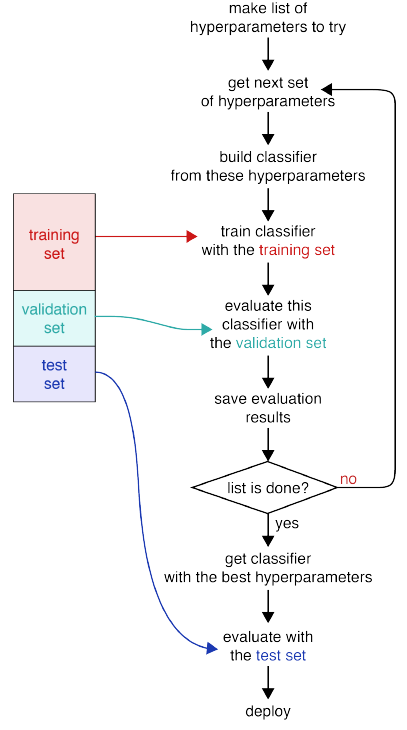 make list of
hyperparameters to try
get next set
of hyperparameters
build classifier
from these hyperparameters
training
set
train classifier
with the training set
validation
set
evaluate this
classifier with
the validation set
test
set
save evaluation
results
list is done?
no
yes
get classifier
with the best hyperparameters
evaluate with
the test set
deploy